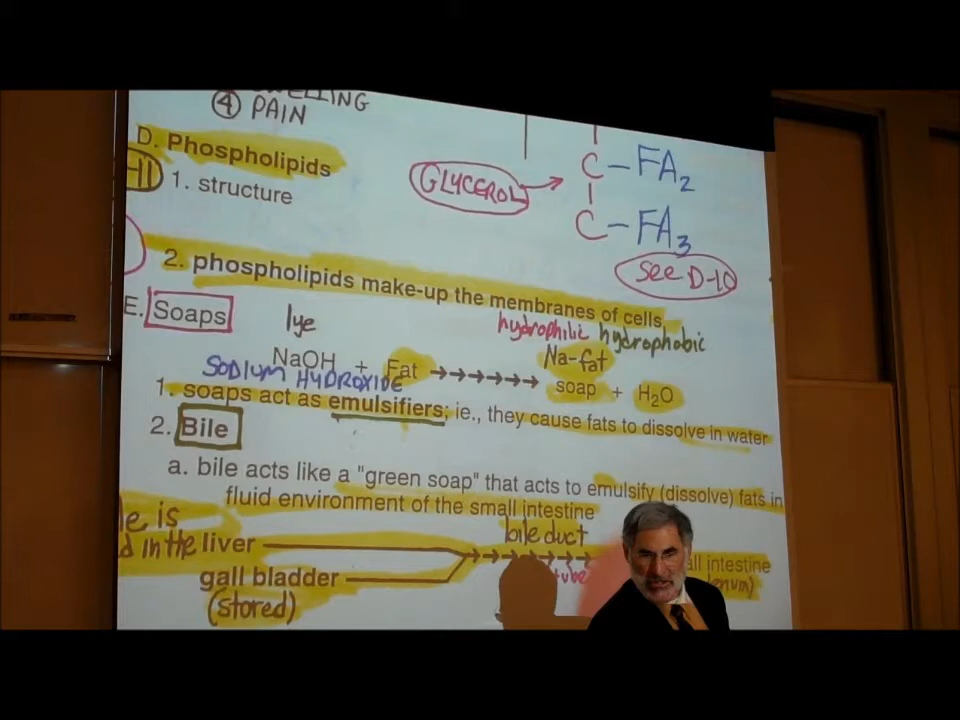 ④ PAIN
D. Phospholipids
1. structure
GLYCEROL → C–FA2
C–FA3
See D-10
2. phospholipids make-up the membranes of cells
E. Soaps
lye
hydrophilic hydrophobic
NaOH + Fat →→→→→→ Na-fat
SODIUM HYDROXIDE
soap + H2O
1. soaps act as emulsifiers; ie., they cause fats to dissolve in water
2. Bile
a. bile acts like a "green soap" that acts to emulsify (dissolve) fats in
fluid environment of the small intestine
is
in the liver
bile duct
tube
intestine
gall bladder
(stored)